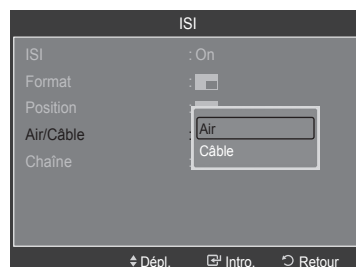 ISI
ISI : On
Format :
Position :
Air/Câble :
Air
Câble
Chaîne :
Dépl. Intro. Retour